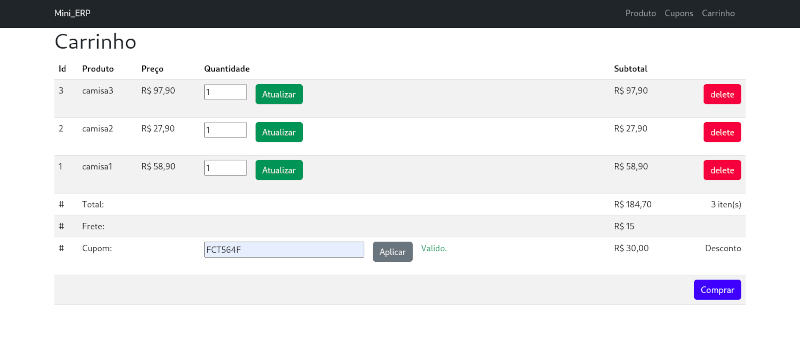 Mini_ERP Produto Cupons Carrinho
Carrinho
Id Produto Preço Quantidade Subtotal
3 camisa3 R$ 97,90 1 Atualizar R$ 97,90 delete
2 camisa2 R$ 27,90 1 Atualizar R$ 27,90 delete
1 camisa1 R$ 58,90 1 Atualizar R$ 58,90 delete
# Total: R$ 184,70 3 iten(s)
# Frete: R$ 15
# Cupom: FCT564F Aplicar Valido. R$ 30,00 Desconto
Comprar